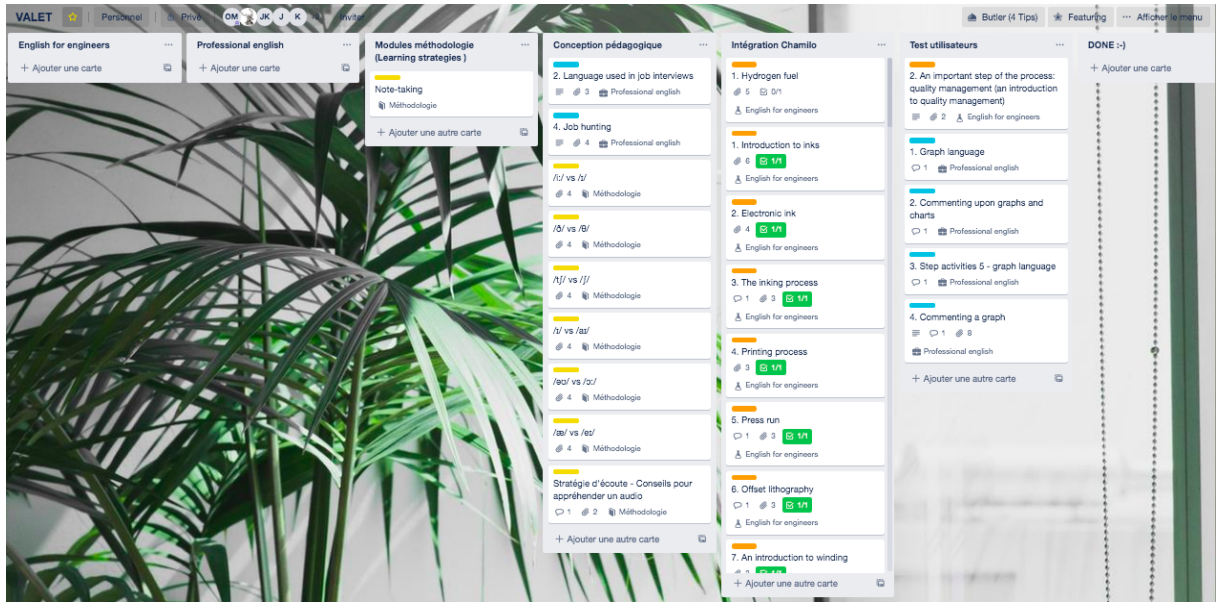 VALET
Personnel
Privé
OM
JK
J
K
Inviter
Butler (4 Tips)
Featuring
Afficher le menu
English for engineers
+ Ajouter une carte
Professional english
+ Ajouter une carte
Modules méthodologie
(Learning strategies )
Note-taking
Méthodologie
+ Ajouter une autre carte
Conception pédagogique
2. Language used in job interviews
3 Professional english
4. Job hunting
4 Professional english
/i:/ vs /ɪ/
4 Méthodologie
/ð/ vs /θ/
4 Méthodologie
/tʃ/ vs /ʃ/
4 Méthodologie
/ɪ/ vs /aɪ/
4 Méthodologie
/əʊ/ vs /ɔ:/
4 Méthodologie
/æ/ vs /eɪ/
4 Méthodologie
Stratégie d'écoute - Conseils pour
appréhender un audio
1 2 Méthodologie
+ Ajouter une autre carte
Intégration Chamilo
1. Hydrogen fuel
5 0/1
English for engineers
1. Introduction to inks
6 1/1
English for engineers
2. Electronic ink
4 1/1
English for engineers
3. The inking process
1 3 1/1
English for engineers
4. Printing process
3 1/1
English for engineers
5. Press run
1 3 1/1
English for engineers
6. Offset lithography
1 3 1/1
English for engineers
7. An introduction to winding
+ Ajouter une autre carte
Test utilisateurs
2. An important step of the process:
quality management (an introduction
to quality management)
2 English for engineers
1. Graph language
1 Professional english
2. Commenting upon graphs and
charts
1 Professional english
3. Step activities 5 - graph language
1 Professional english
4. Commenting a graph
1 8
Professional english
+ Ajouter une autre carte
DONE :-)
+ Ajouter une carte